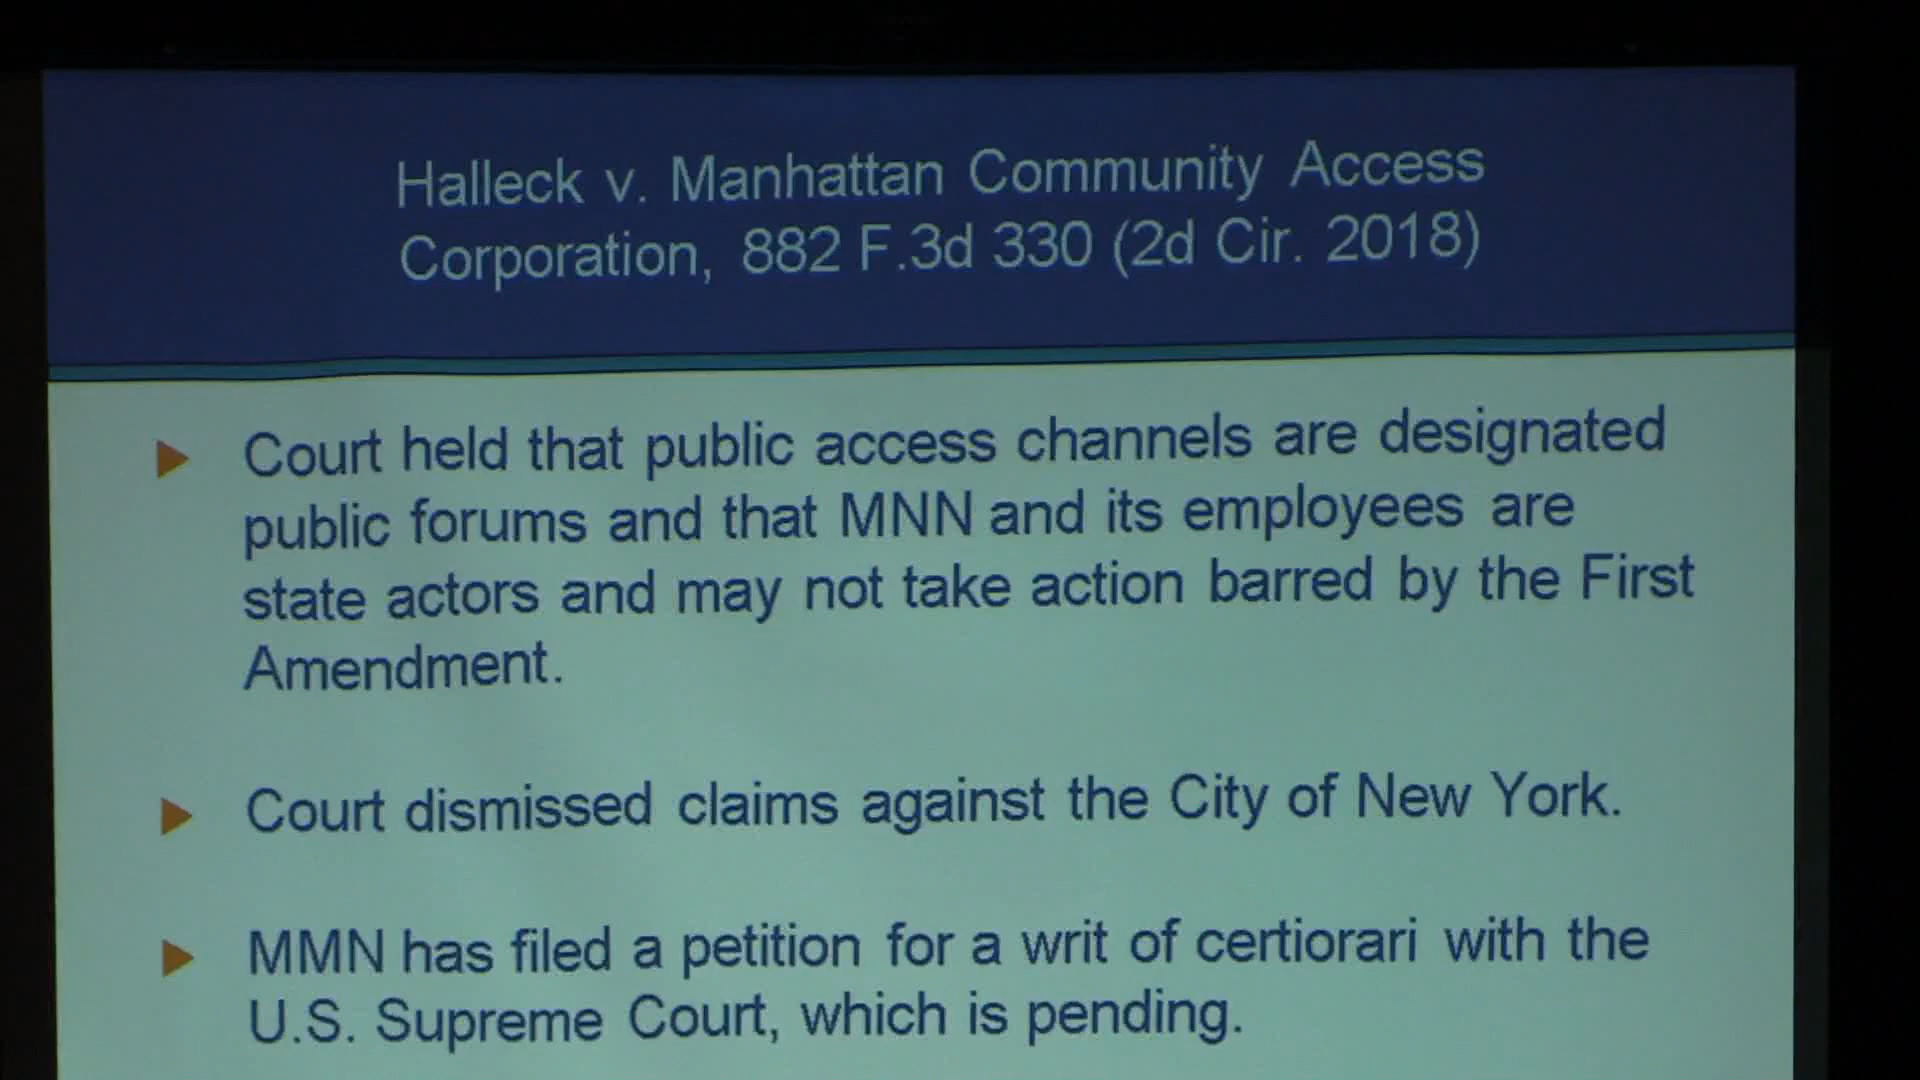 Halleck v. Manhattan Community Access
Corporation, 882 F.3d 330 (2d Cir. 2018)
Court held that public access channels are designated
public forums and that MNN and its employees are
state actors and may not take action barred by the First
Amendment.
Court dismissed claims against the City of New York.
MMN has filed a petition for a writ of certiorari with the
U.S. Supreme Court, which is pending.